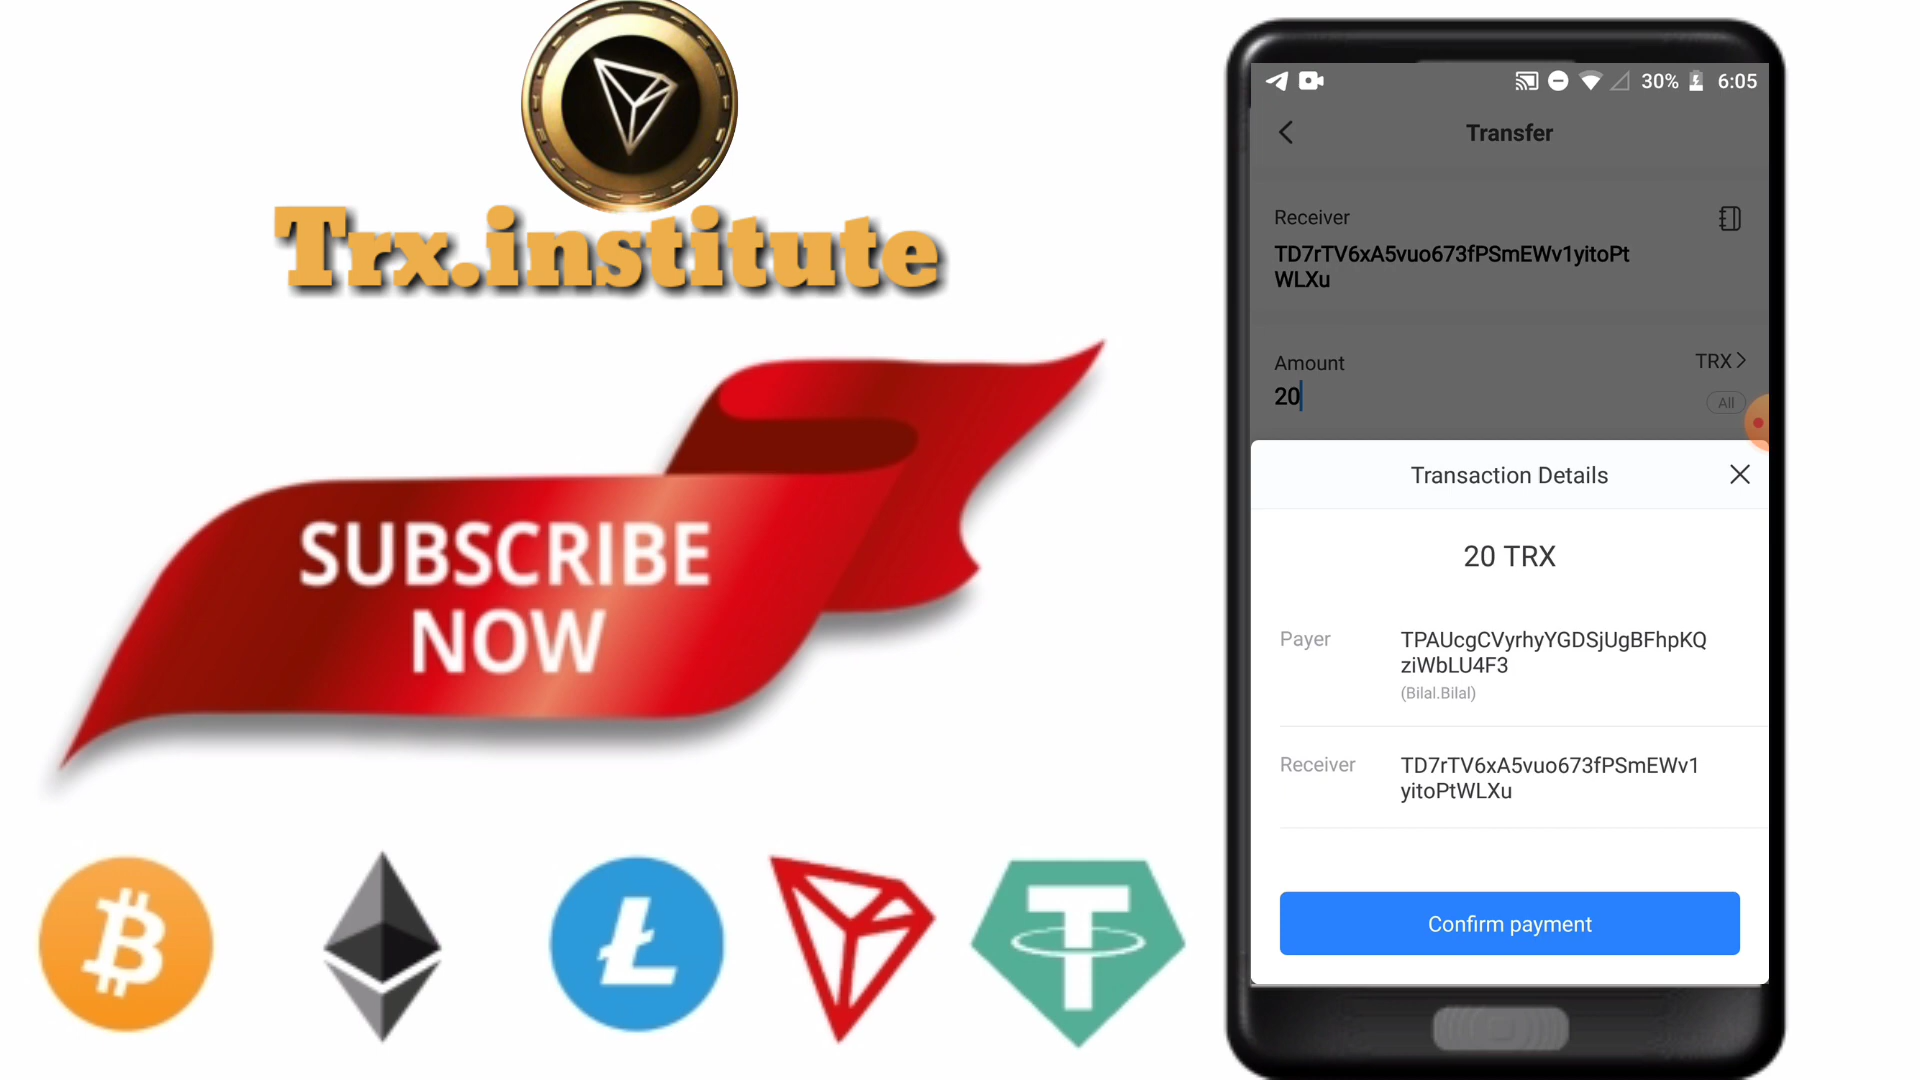 Trx.institute
SUBSCRIBE
NOW
30% 6:05
Transfer
Receiver
TD7rTV6xA5vuo673fPSmEWv1yitoPt
WLXu
Amount
TRX
20
All
Transaction Details
20 TRX
Payer
TPAUcgCVyrhyYGDSjUgBFhpKQ
ziWbLU4F3
(Bilal.Bilal)
Receiver
TD7rTV6xA5vuo673fPSmEWv1
yitoPtWLXu
Confirm payment